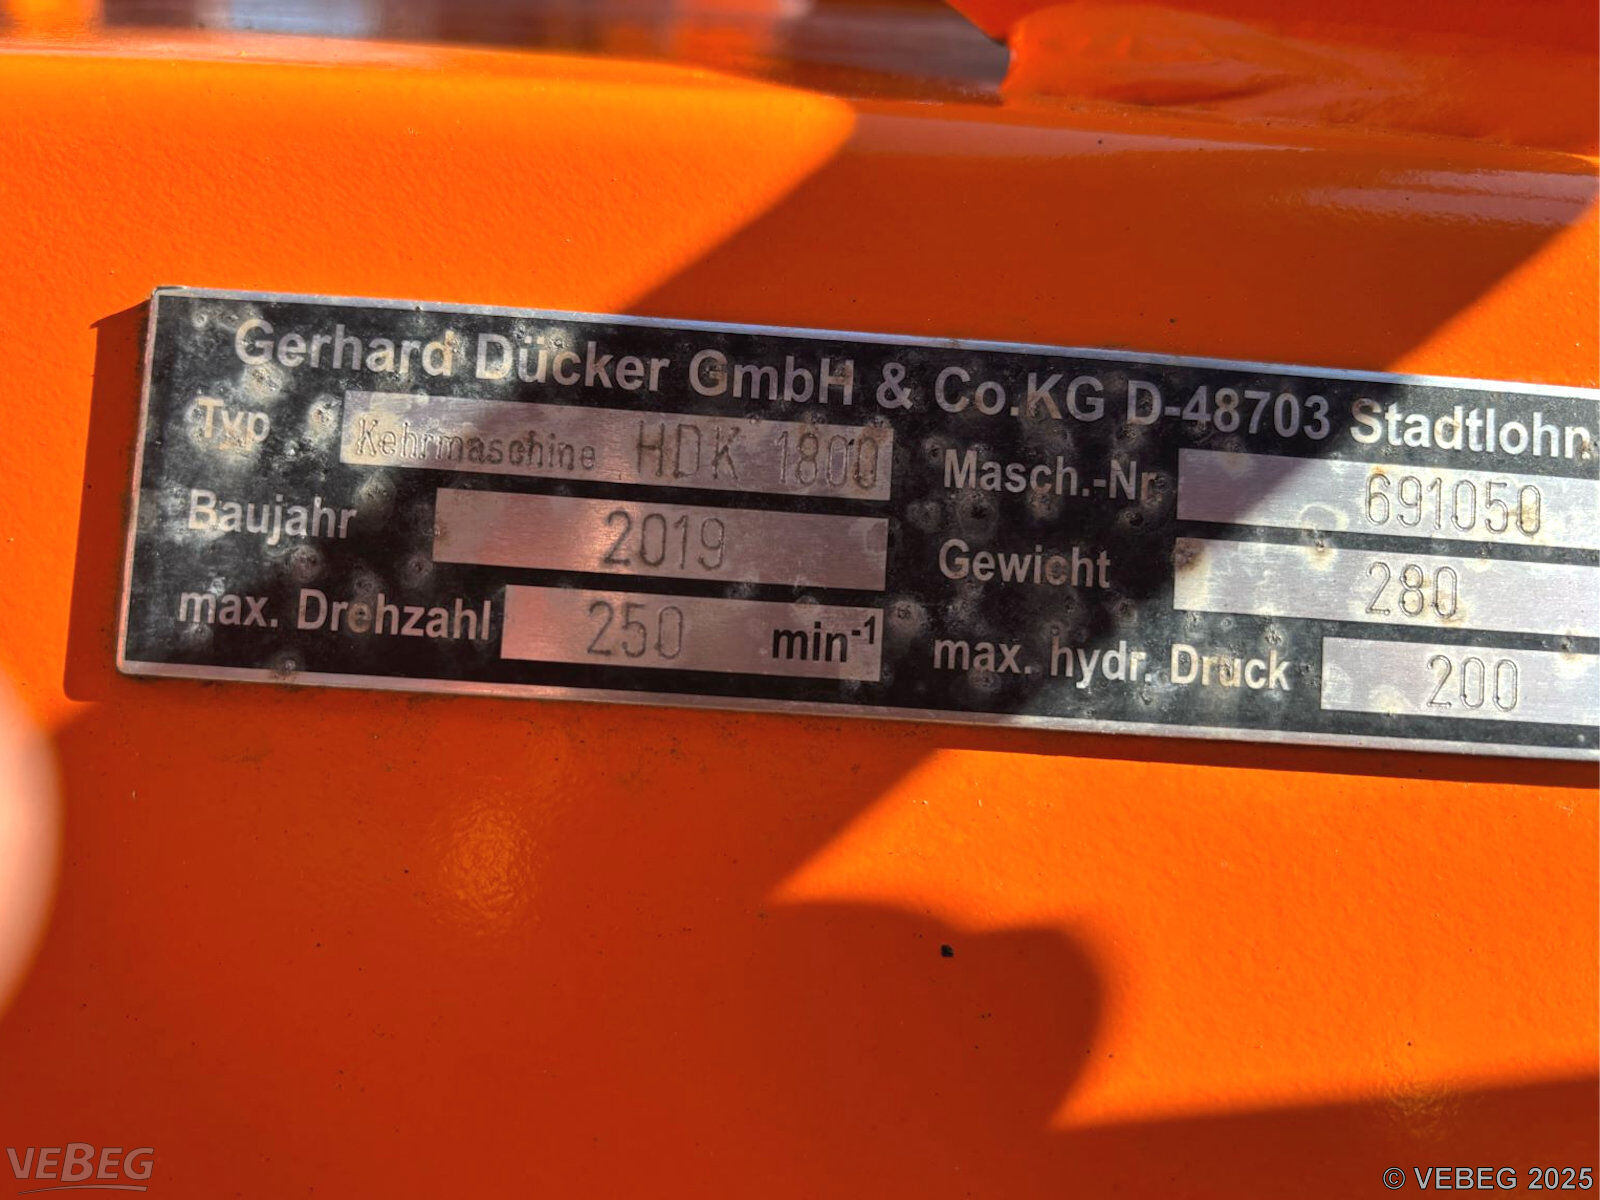 Gerhard Dücker GmbH & Co.KG D-48703 Stadtlohn
Typ Kehrmaschine HDK 1800 Masch.-Nr 691050
Baujahr 2019 Gewicht 280
max. Drehzahl 250 min-1 max. hydr. Druck 200
VEBEG
© VEBEG 2025